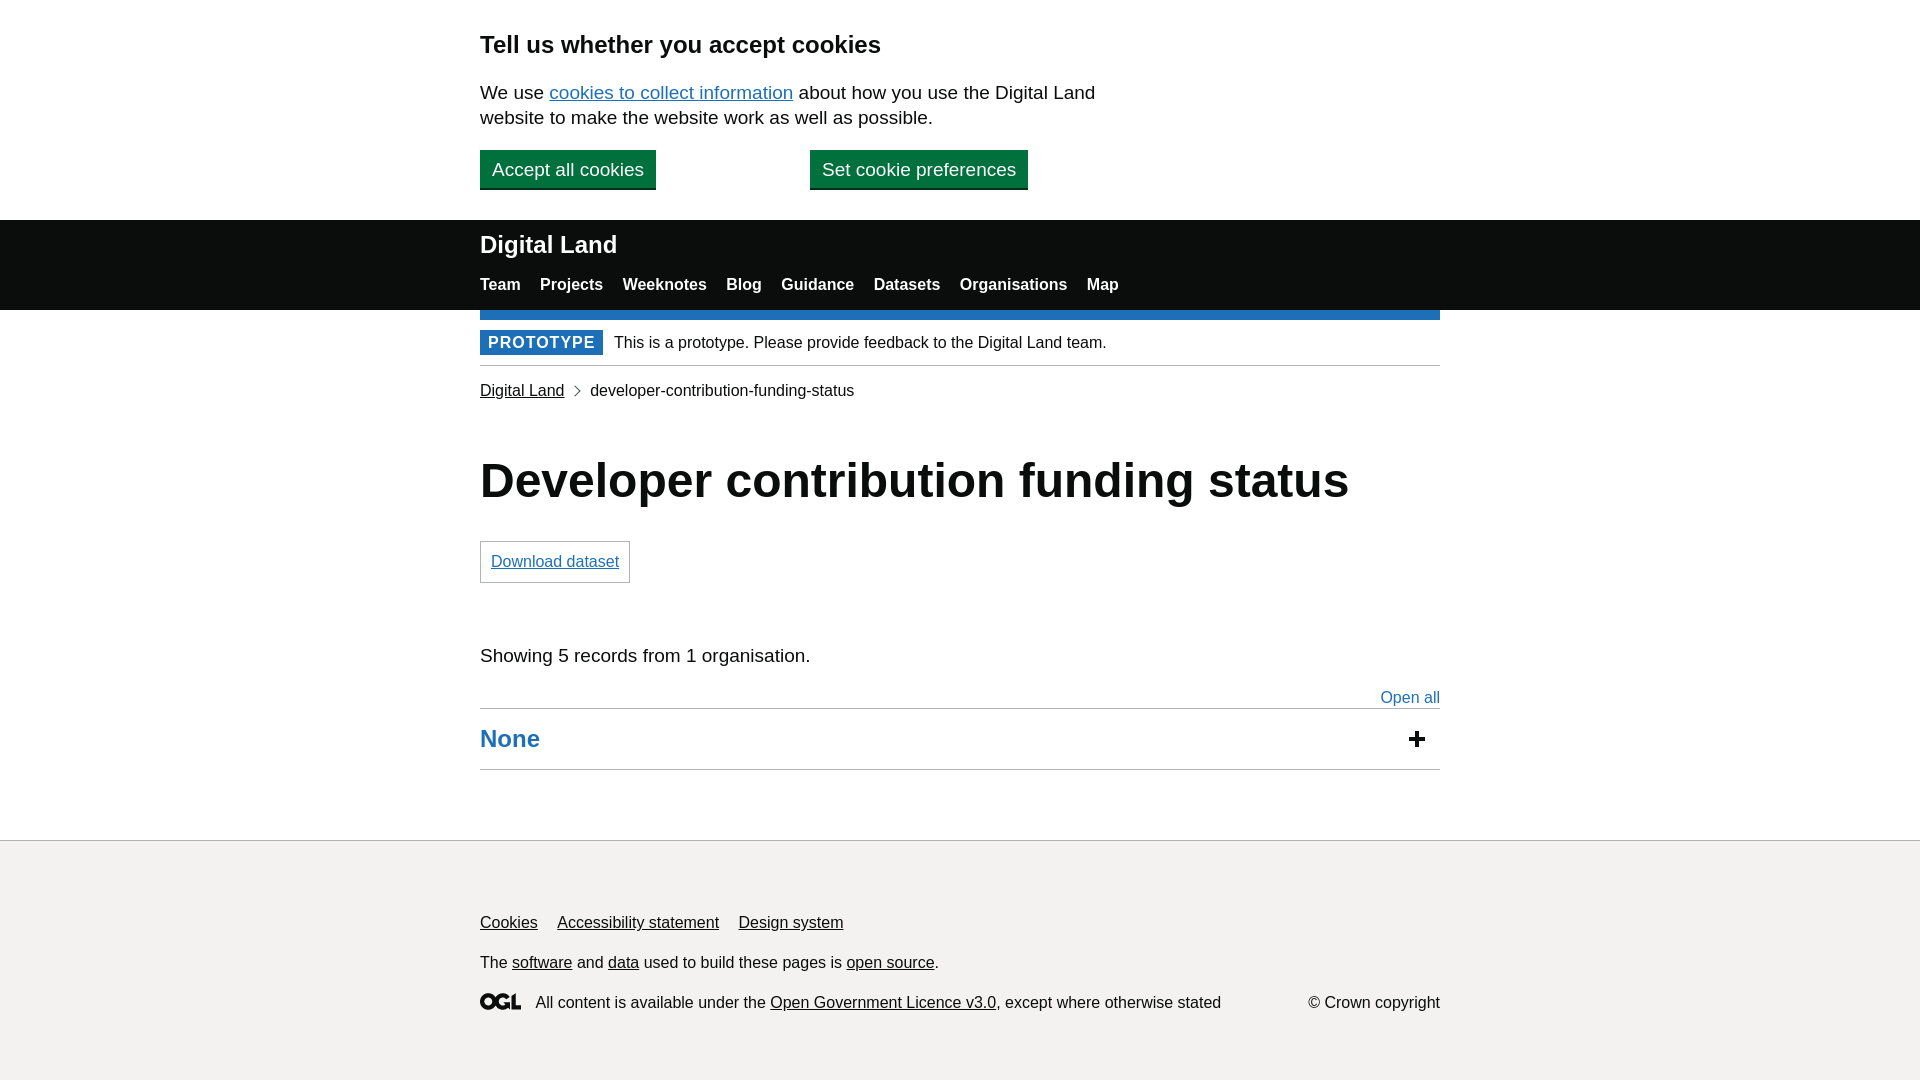 Tell us whether you accept cookies
We use cookies to collect information about how you use the Digital Land
website to make the website work as well as possible.
Accept all cookies
Set cookie preferences
Digital Land
Team Projects Weeknotes Blog Guidance Datasets Organisations Map
PROTOTYPE This is a prototype. Please provide feedback to the Digital Land team.
Digital Land developer-contribution-funding-status
Developer contribution funding status
Download dataset
Showing 5 records from 1 organisation.
Open all
None
Cookies Accessibility statement Design system
The software and data used to build these pages is open source.
OGL All content is available under the Open Government Licence v3.0, except where otherwise stated © Crown copyright